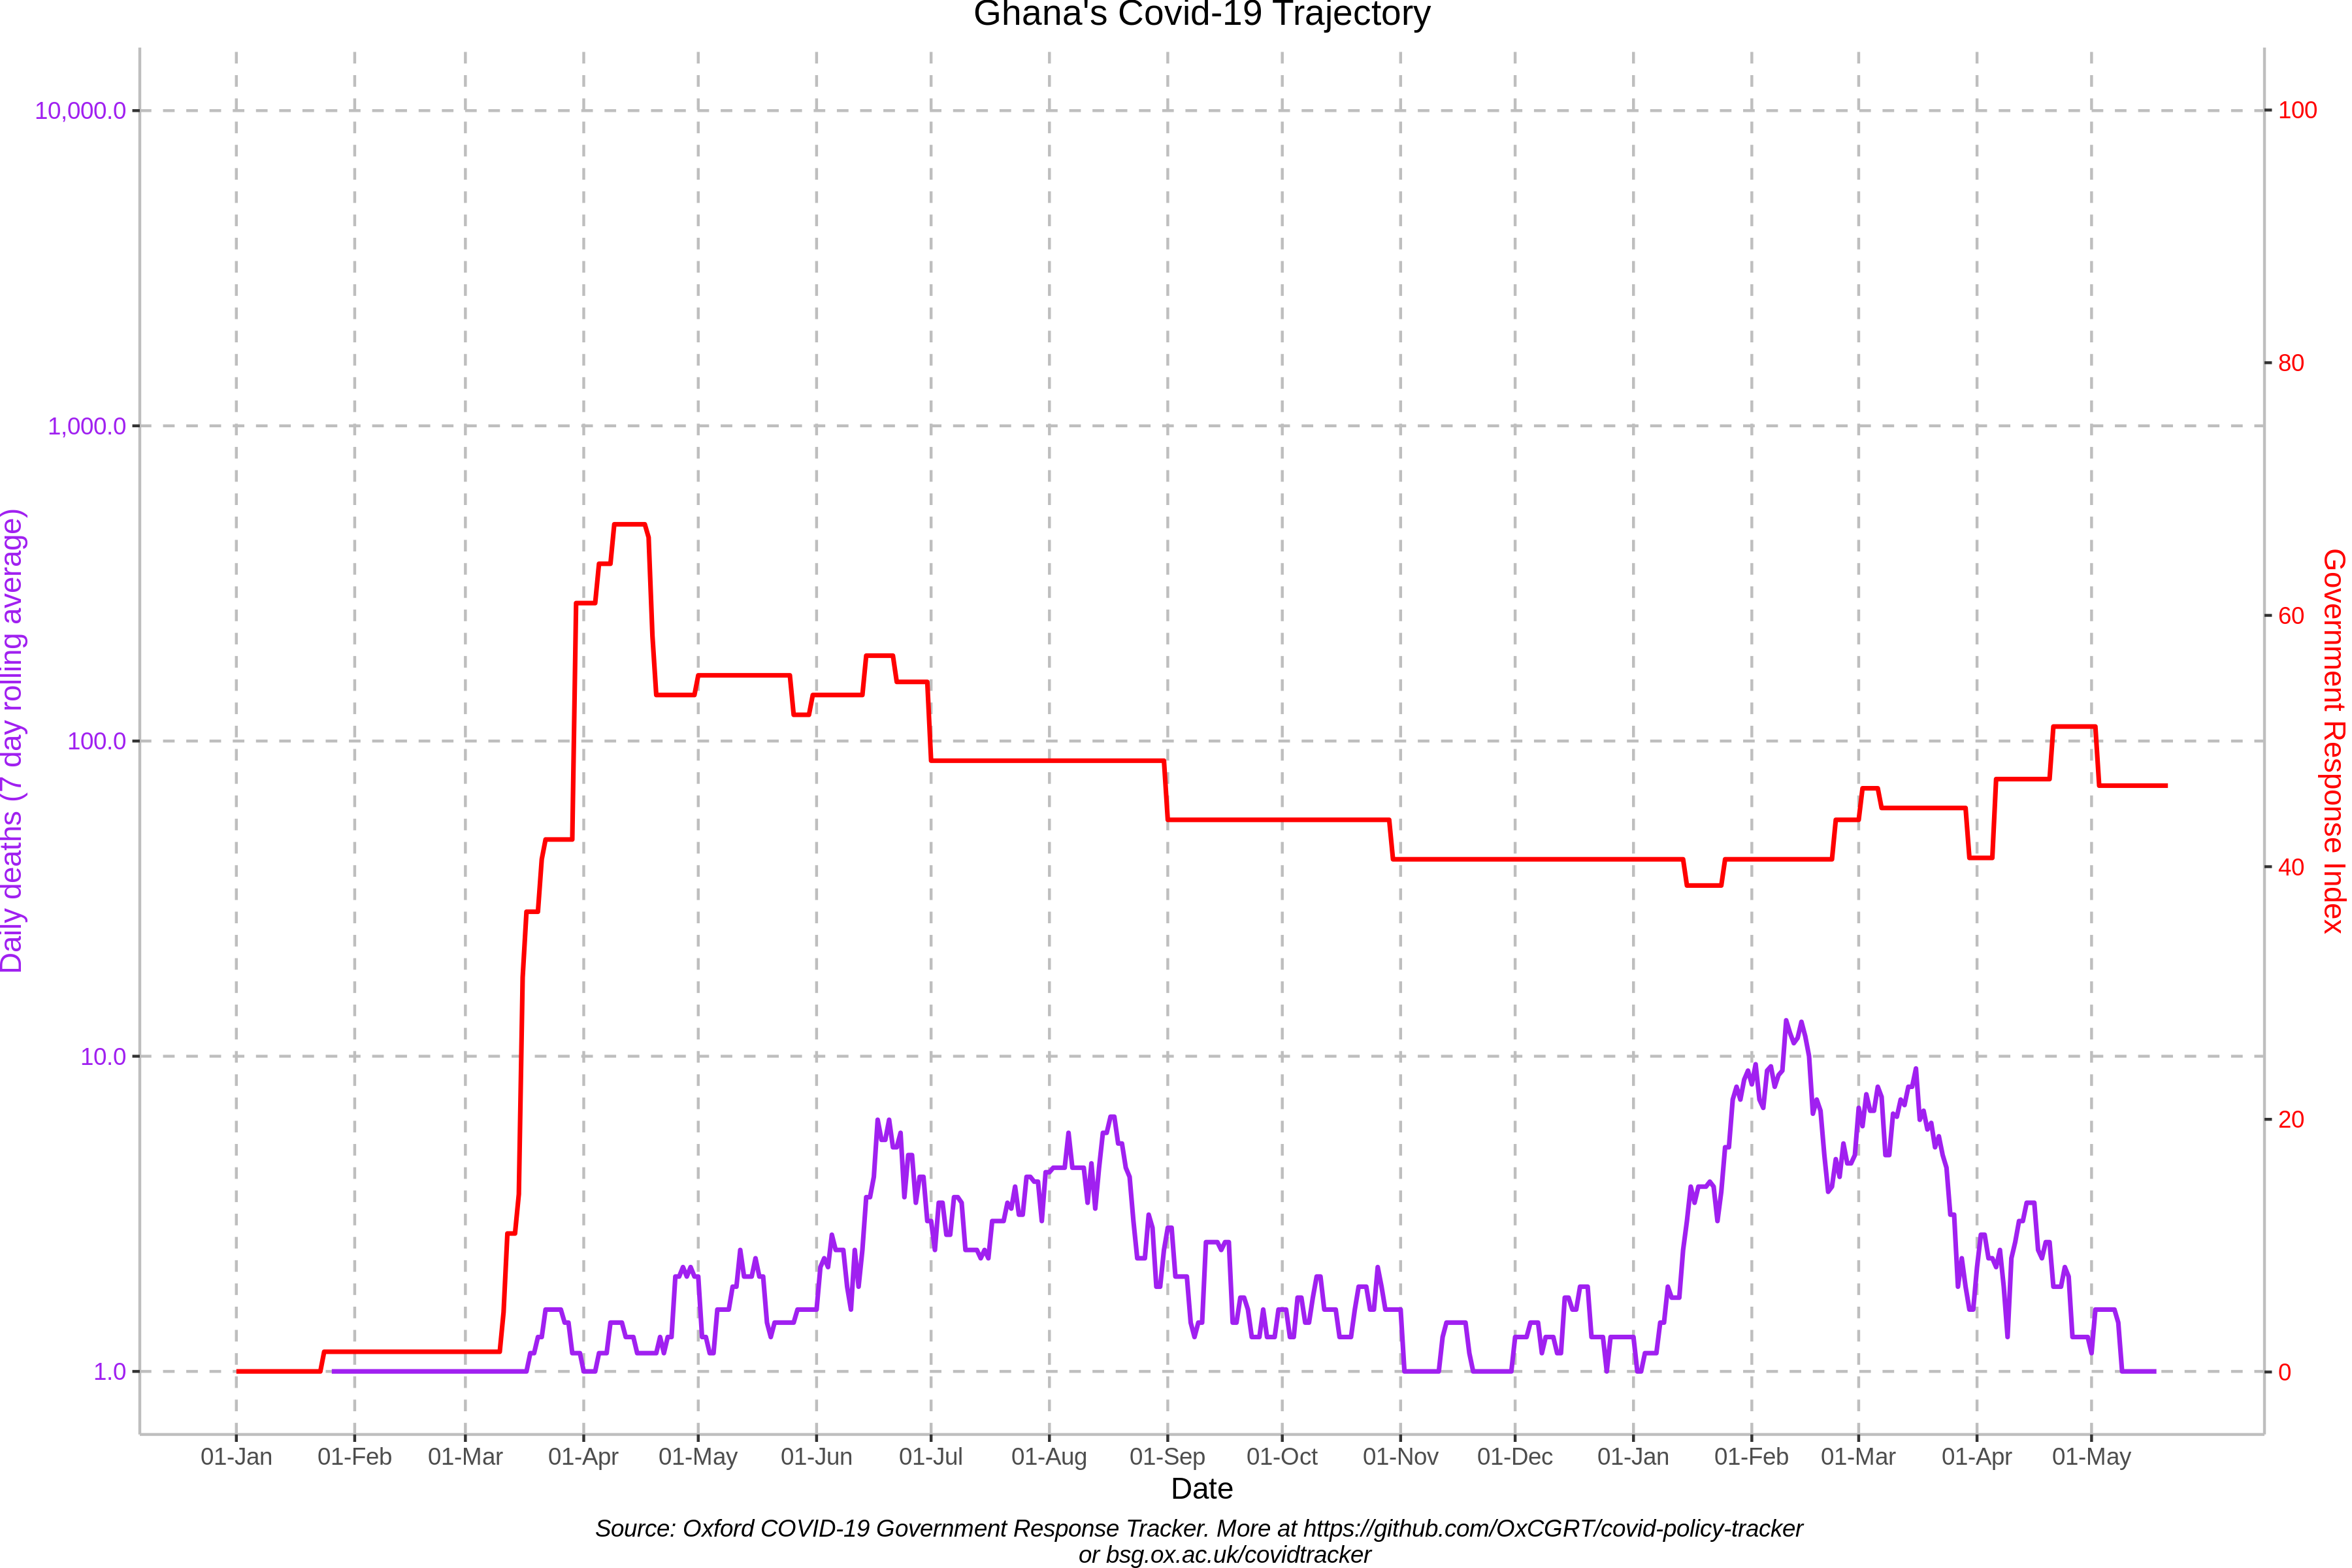 Ghana's Covid-19 Trajectory
10,000.0
1,000.0
100.0
10.0
1.0
Daily deaths (7 day rolling average)
100
80
60
40
20
0
Government Response Index
01-Jan 01-Feb 01-Mar 01-Apr 01-May 01-Jun 01-Jul 01-Aug 01-Sep 01-Oct 01-Nov 01-Dec 01-Jan 01-Feb 01-Mar 01-Apr 01-May
Date
Source: Oxford COVID-19 Government Response Tracker. More at https://github.com/OxCGRT/covid-policy-tracker
or bsg.ox.ac.uk/covidtracker